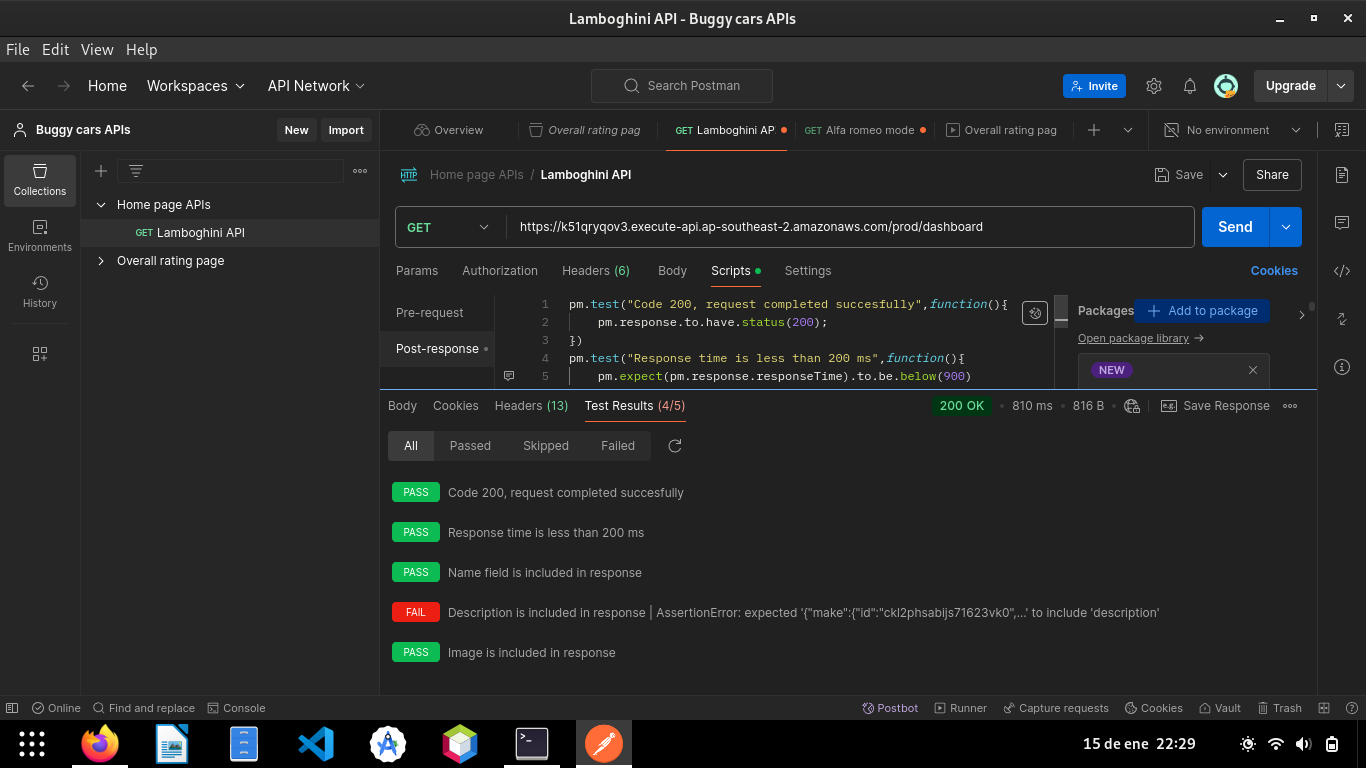 Lamboghini API - Buggy cars APIs
File Edit View Help
Home Workspaces API Network Search Postman Invite Upgrade
Buggy cars APIs New Import
Overview Overall rating pag GET Lamboghini AP GET Alfa romeo mode Overall rating pag No environment
Collections
Environments
History
Home page APIs
GET Lamboghini API
Overall rating page
HTTP Home page APIs / Lamboghini API Save Share
GET https://k51qryqov3.execute-api.ap-southeast-2.amazonaws.com/prod/dashboard Send
Params Authorization Headers (6) Body Scripts Settings Cookies
Pre-request
Post-response
1 pm.test("Code 200, request completed succesfully",function(){
2 pm.response.to.have.status(200);
3 })
4 pm.test("Response time is less than 200 ms",function(){
5 pm.expect(pm.response.responseTime).to.be.below(900)
Packages Add to package
Open package library →
NEW
Body Cookies Headers (13) Test Results (4/5) 200 OK • 810 ms • 816 B • e.g. Save Response
All Passed Skipped Failed
PASS Code 200, request completed succesfully
PASS Response time is less than 200 ms
PASS Name field is included in response
FAIL Description is included in response | AssertionError: expected '{"make":{"id":"ckl2phsabijs71623vk0",...' to include 'description'
PASS Image is included in response
Online Find and replace Console Postbot Runner Capture requests Cookies Vault Trash
15 de ene 22:29